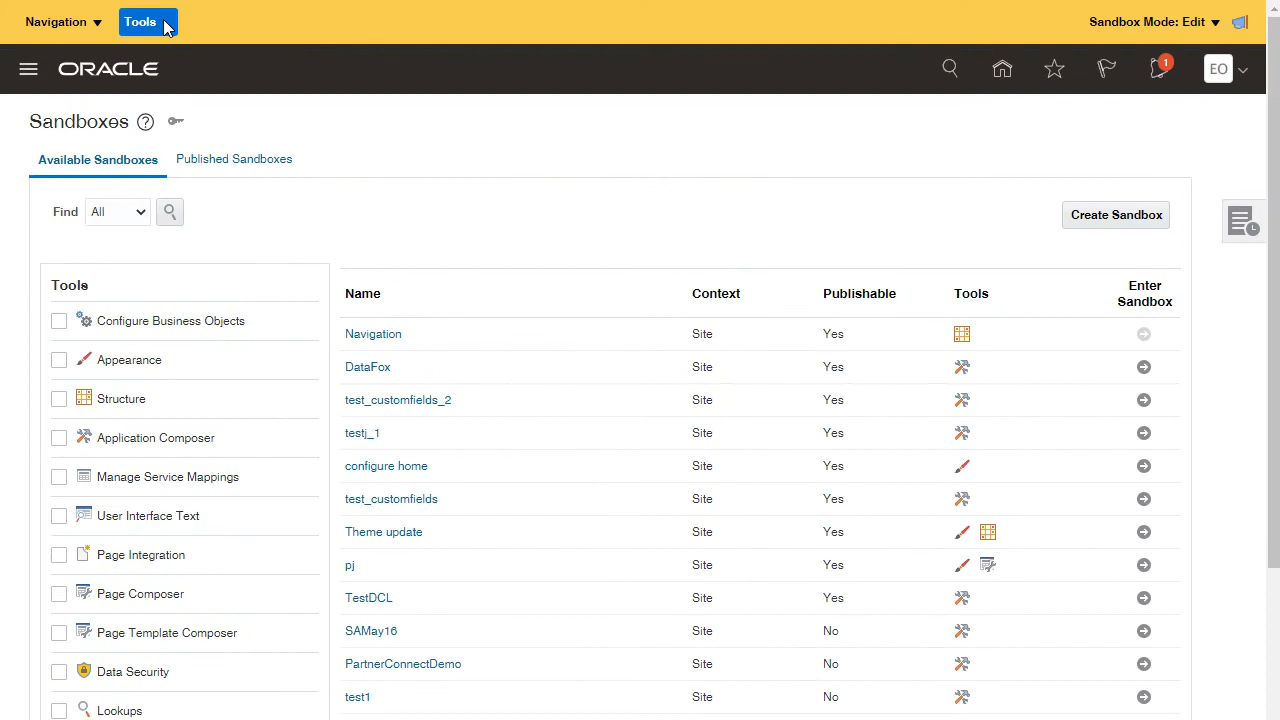 Navigation
Tools
Sandbox Mode: Edit
ORACLE
1
EO
Sandboxes ?
Available Sandboxes
Published Sandboxes
Find
All
Create Sandbox
Tools
Configure Business Objects
Appearance
Structure
Application Composer
Manage Service Mappings
User Interface Text
Page Integration
Page Composer
Page Template Composer
Data Security
Lookups
Name Context Publishable Tools Enter Sandbox
Navigation Site Yes
DataFox Site Yes
test_customfields_2 Site Yes
testj_1 Site Yes
configure home Site Yes
test_customfields Site Yes
Theme update Site Yes
pj Site Yes
TestDCL Site Yes
SAMay16 Site No
PartnerConnectDemo Site No
test1 Site No